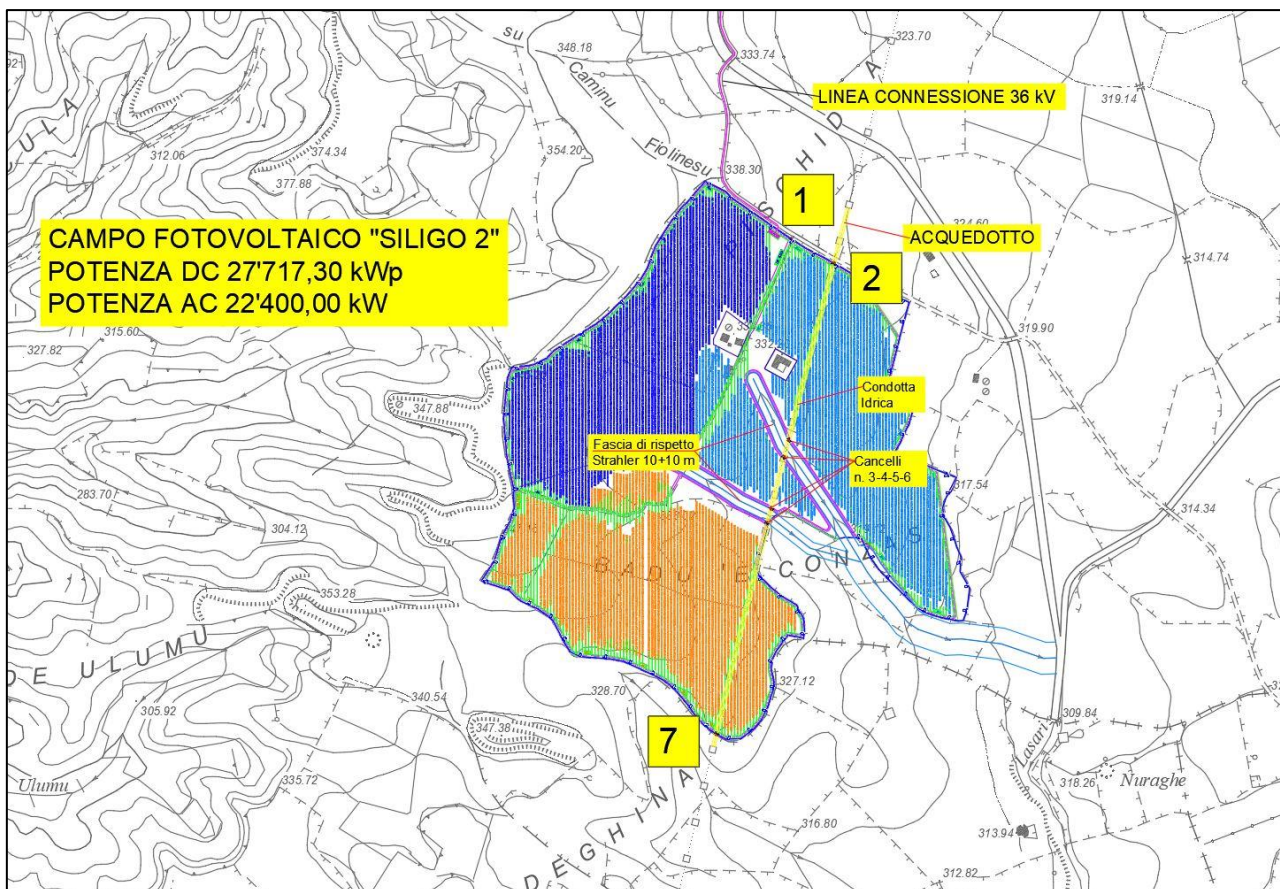 323.70
su
348.18
333.74
Caminu
LINEA CONNESSIONE 36 kV
319.14
312.06
374.34
354.20
Fiolinesu
377.88
338.30
1
CAMPO FOTOVOLTAICO "SILIGO 2"
POTENZA DC 27'717,30 kWp
POTENZA AC 22'400,00 kW
ACQUEDOTTO
314.74
2
315.60
327.82
319.90
347.88
Condotta
Idrica
Fascia di rispetto
Strahler 10+10 m
Cancelli
n. 3-4-5-6
317.54
283.70
304.12
314.34
BADU 'E CONZAS
353.28
DE ULUMU
340.54
328.70
327.12
305.92
309.84
7
347.38
Lasari
Ulumu
335.72
318.26
Nuraghe
DEGHINA
316.80
313.94
312.82